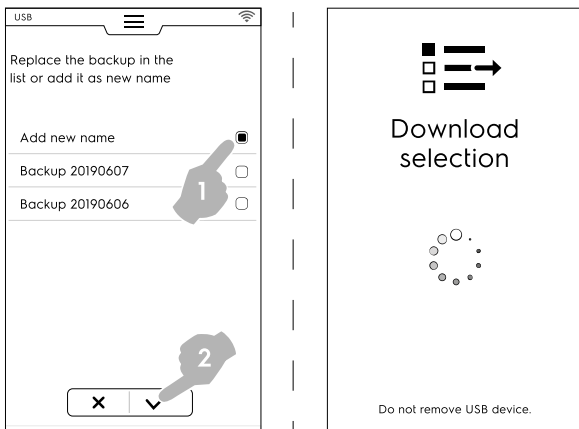 USB
Replace the backup in the
list or add it as new name
Add new name
Backup 20190607
Backup 20190606
1
2
Download
selection
Do not remove USB device.